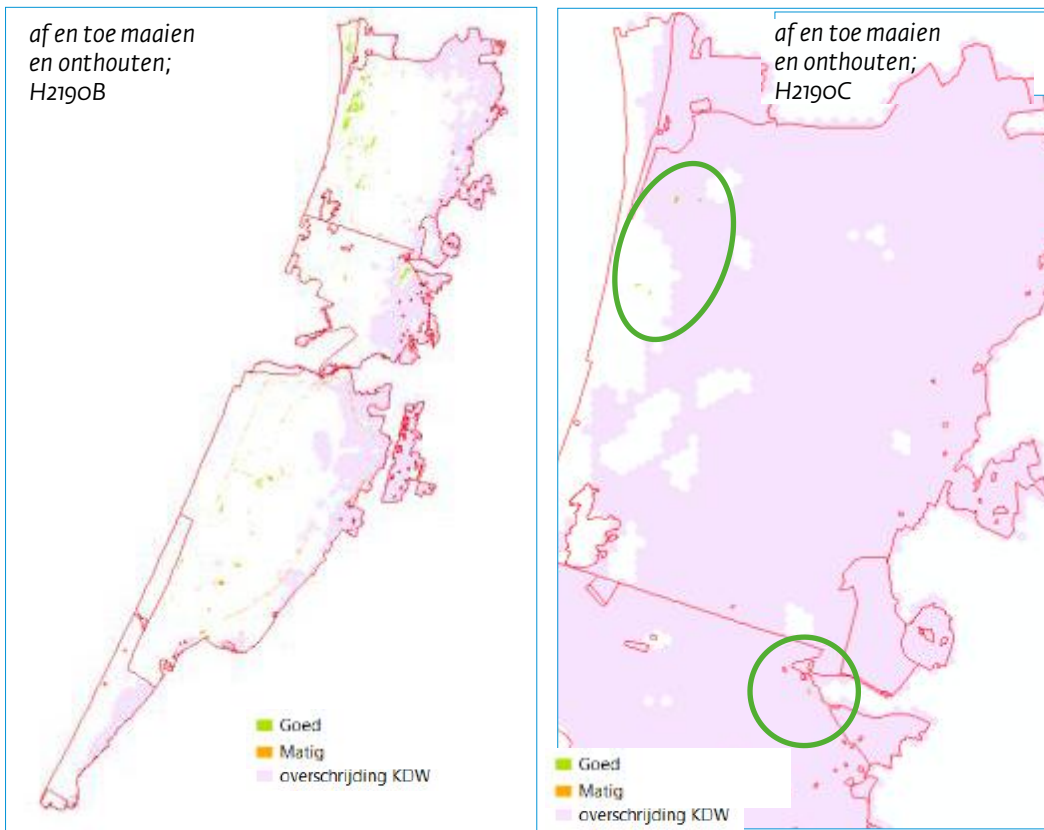 af en toe maaien
en onthouten;
H2190B
Goed
Matig
overschrijding KDW
af en toe maaien
en onthouten;
H2190C
Goed
Matig
overschrijding KDW